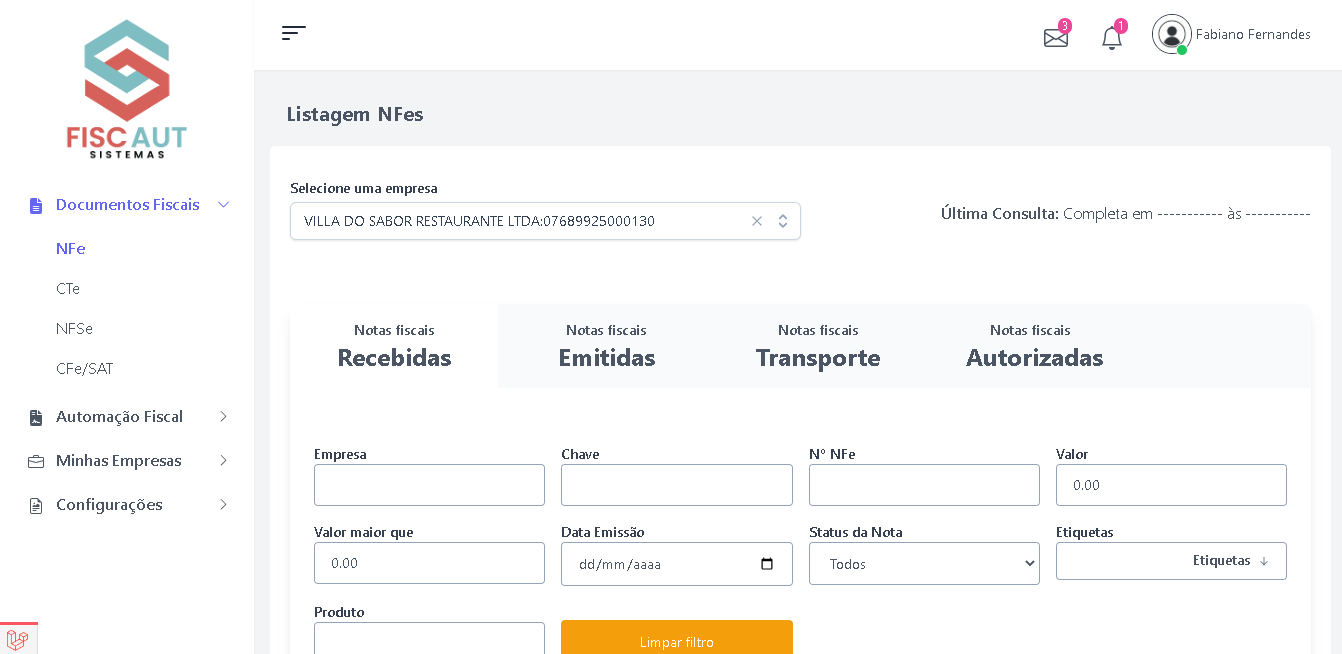 FISCAUT
SISTEMAS
Documentos Fiscais
NFe
CTe
NFSe
CFe/SAT
Automação Fiscal
Minhas Empresas
Configurações
3
1
Fabiano Fernandes
Listagem NFes
Selecione uma empresa
VILLA DO SABOR RESTAURANTE LTDA:07689925000130
Última Consulta: Completa em ----------- às -----------
Notas fiscais
Recebidas
Notas fiscais
Emitidas
Notas fiscais
Transporte
Notas fiscais
Autorizadas
Empresa
Chave
Nº NFe
Valor
0.00
Valor maior que
0.00
Data Emissão
dd/mm/aaaa
Status da Nota
Todos
Etiquetas
Etiquetas ↓
Produto
Limpar filtro